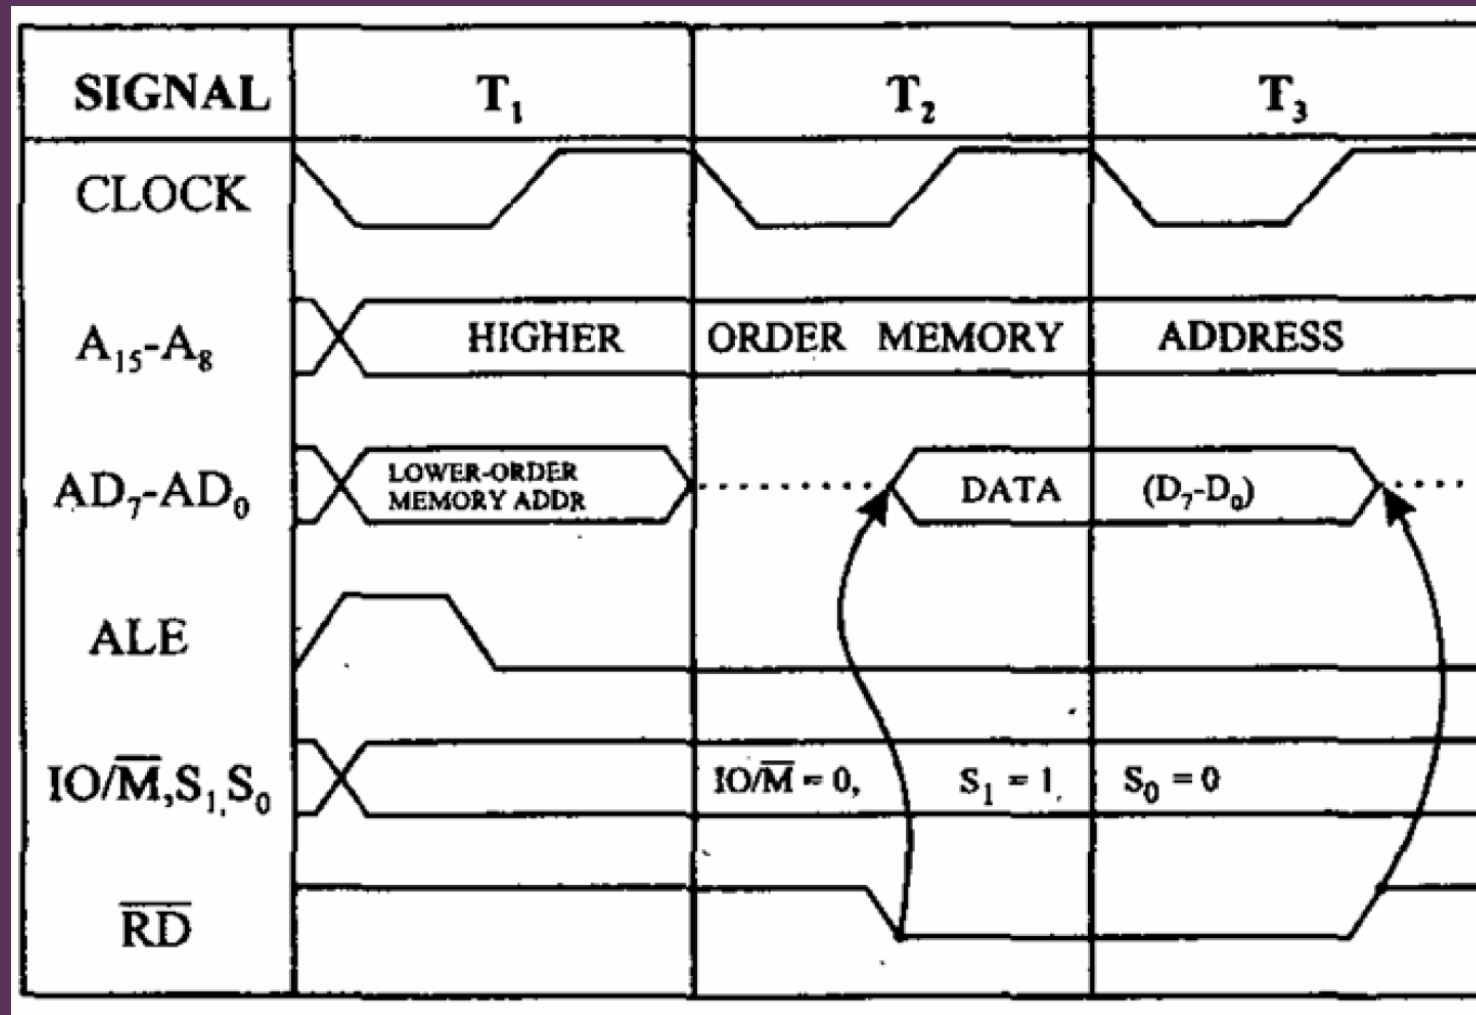 SIGNAL T₁ T₂ T₃
CLOCK
A₁₅-A₈ HIGHER ORDER MEMORY ADDRESS
AD₇-AD₀ LOWER-ORDER
MEMORY ADDR DATA (D₇-D₀)
ALE
IO/M̅,S₁,S₀ IO/M̅ = 0, S₁ = 1, S₀ = 0
R̅D̅